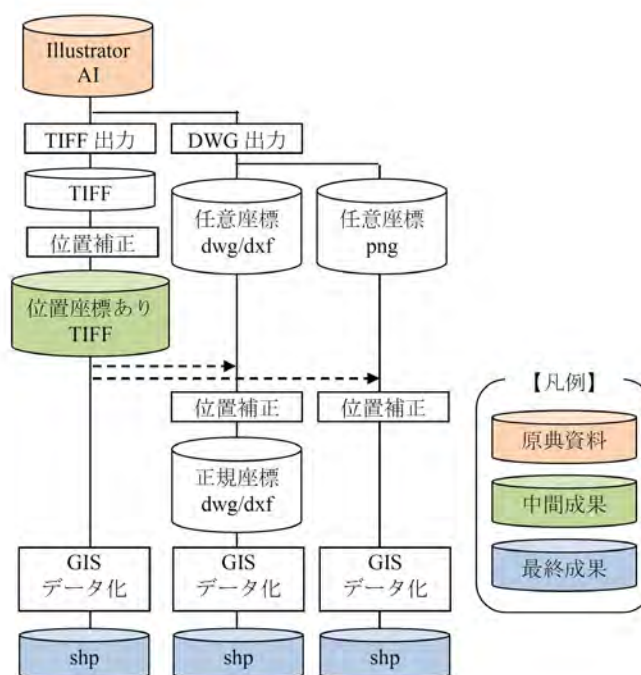 Illustrator
AI
TIFF 出力
DWG 出力
TIFF
任意座標
dwg/dxf
任意座標
png
位置補正
位置座標あり
TIFF
位置補正
位置補正
正規座標
dwg/dxf
GIS
データ化
GIS
データ化
GIS
データ化
shp
shp
shp
【凡例】
原典資料
中間成果
最終成果